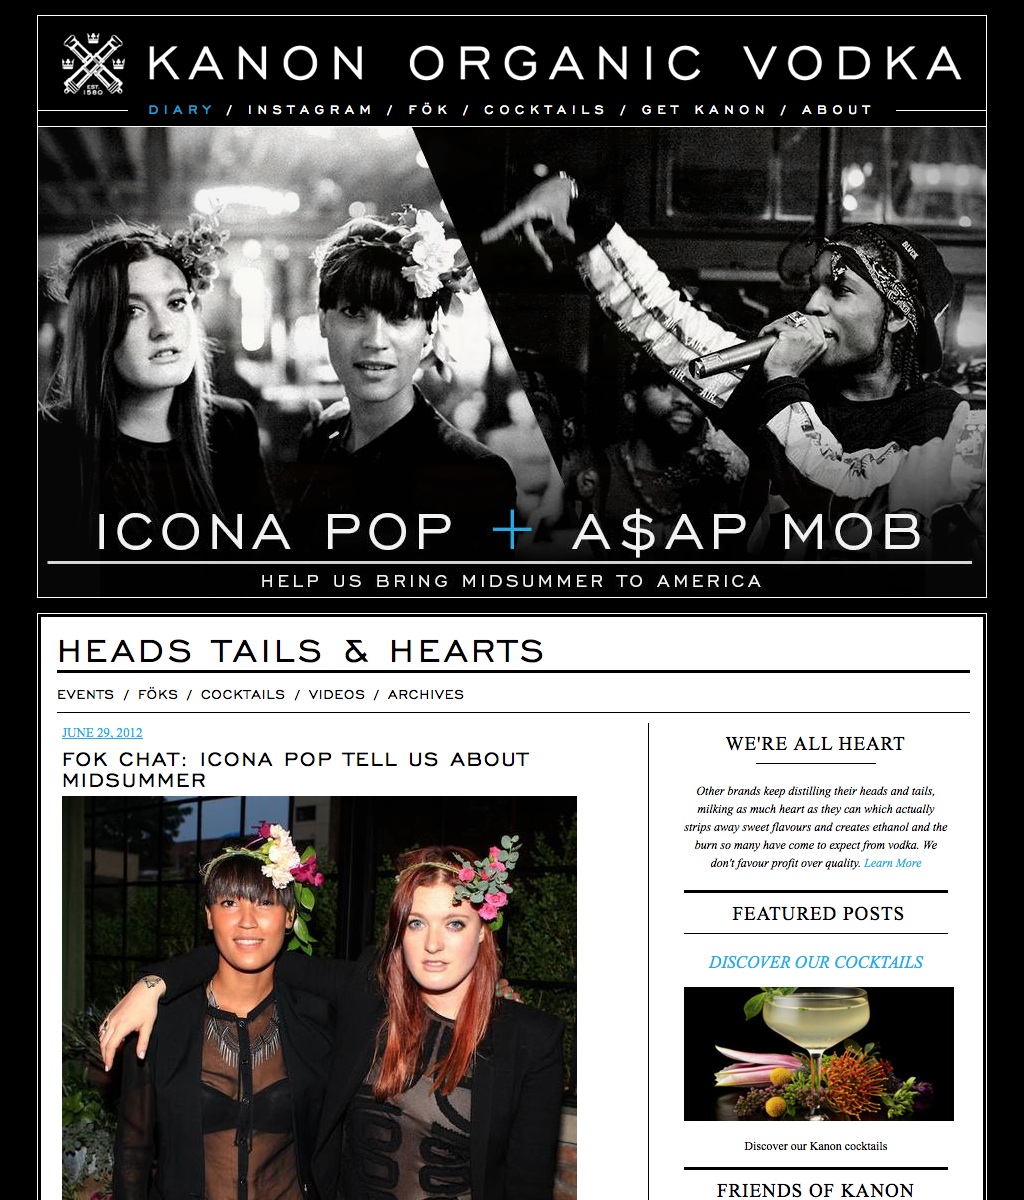 EST.
1580
KANON ORGANIC VODKA
DIARY / INSTAGRAM / FÖK / COCKTAILS / GET KANON / ABOUT
BLVCK
ICONA POP + A$AP MOB
HELP US BRING MIDSUMMER TO AMERICA
HEADS TAILS & HEARTS
EVENTS / FÖKS / COCKTAILS / VIDEOS / ARCHIVES
JUNE 29, 2012
FOK CHAT: ICONA POP TELL US ABOUT
MIDSUMMER
WE'RE ALL HEART
Other brands keep distilling their heads and tails,
milking as much heart as they can which actually
strips away sweet flavours and creates ethanol and the
burn so many have come to expect from vodka. We
don't favour profit over quality. Learn More
FEATURED POSTS
DISCOVER OUR COCKTAILS
Discover our Kanon cocktails
FRIENDS OF KANON